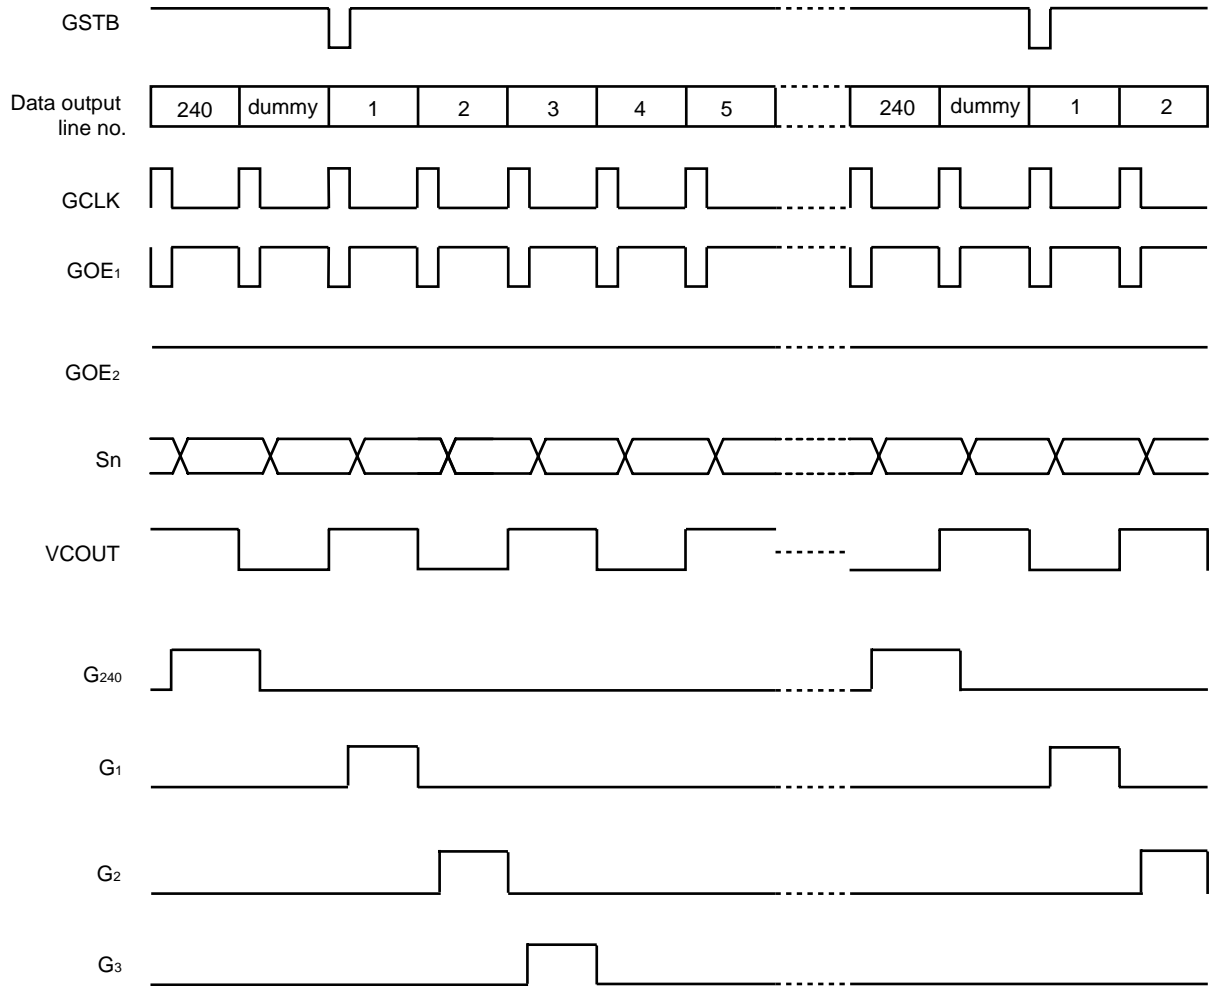 GSTB
Data output
line no.
240 dummy 1 2 3 4 5 240 dummy 1 2
GCLK
GOE1
GOE2
Sn
VCOUT
G240
G1
G2
G3